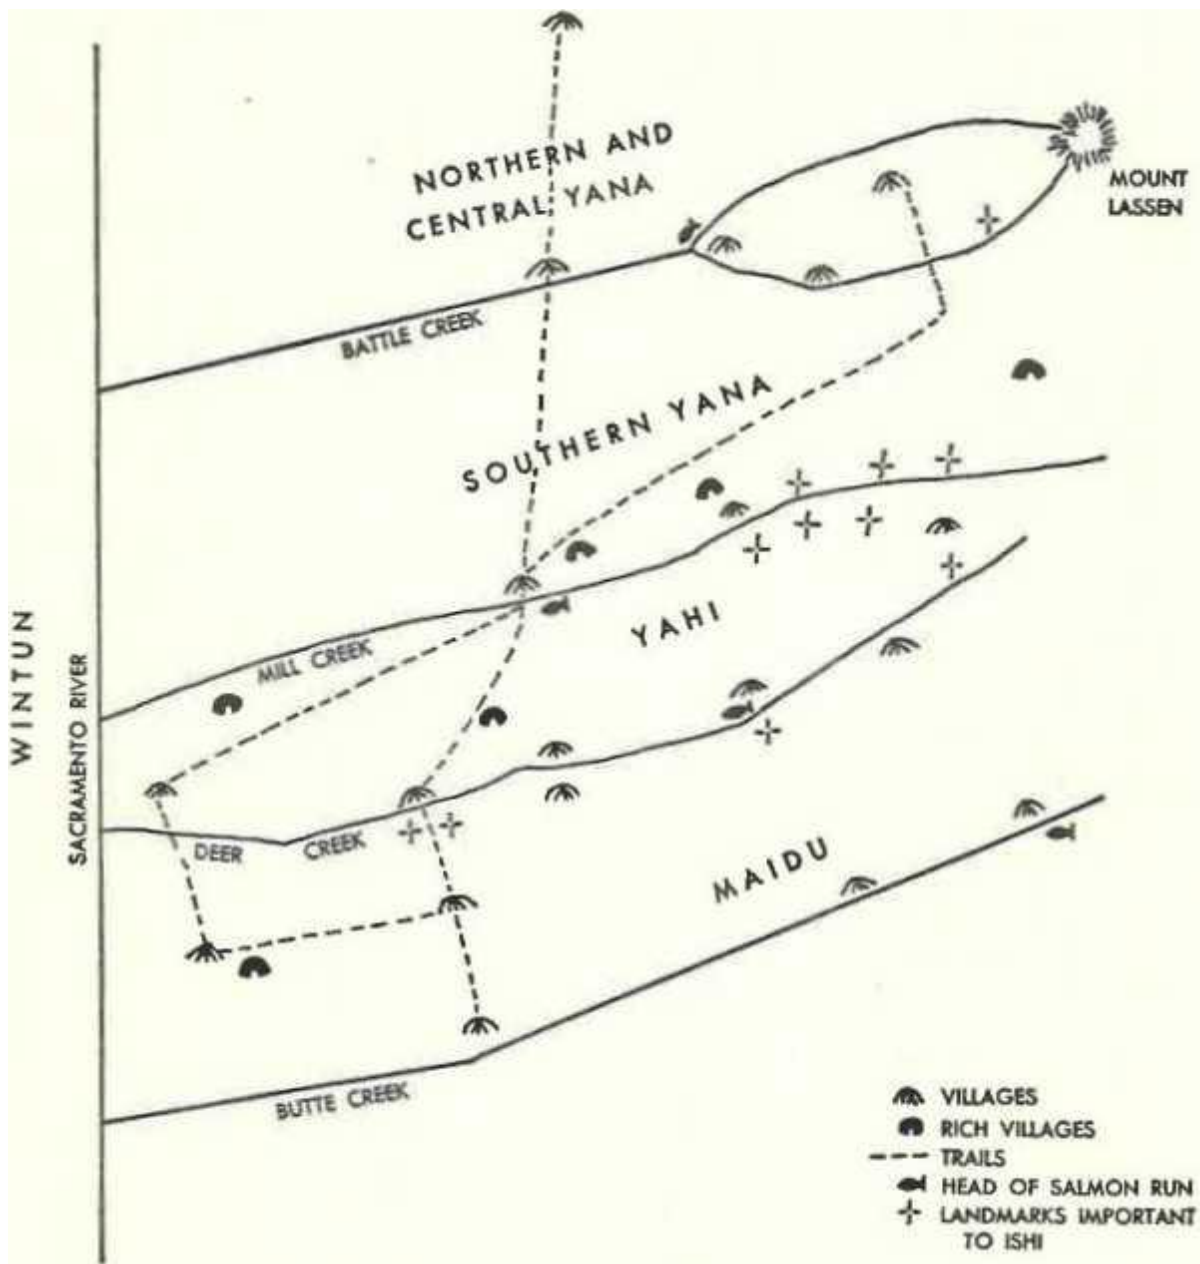 NORTHERN AND
CENTRAL YANA
MOUNT
LASSEN
BATTLE CREEK
SOUTHERN YANA
WINTUN
SACRAMENTO RIVER
MILL CREEK
YAHI
DEER CREEK
MAIDU
BUTTE CREEK
VILLAGES
RICH VILLAGES
TRAILS
HEAD OF SALMON RUN
LANDMARKS IMPORTANT
TO ISHI